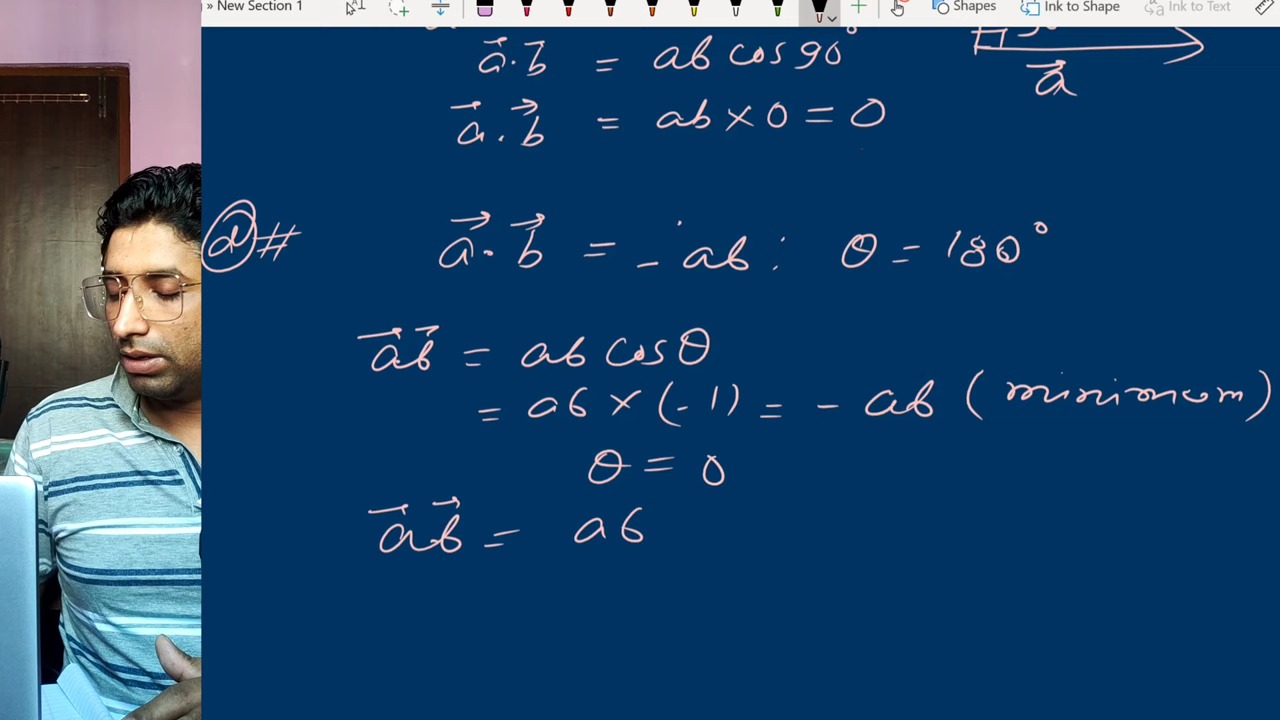 » New Section 1
Shapes
Ink to Shape
Ink to Text
a⃗·b⃗ = ab cos 90°
a⃗
a⃗·b⃗ = ab × 0 = 0
# a⃗·b⃗ = - ab : θ = 180°
a⃗b⃗ = ab cosθ
= ab × (-1) = - ab (minimum)
θ = 0
a⃗b⃗ = ab